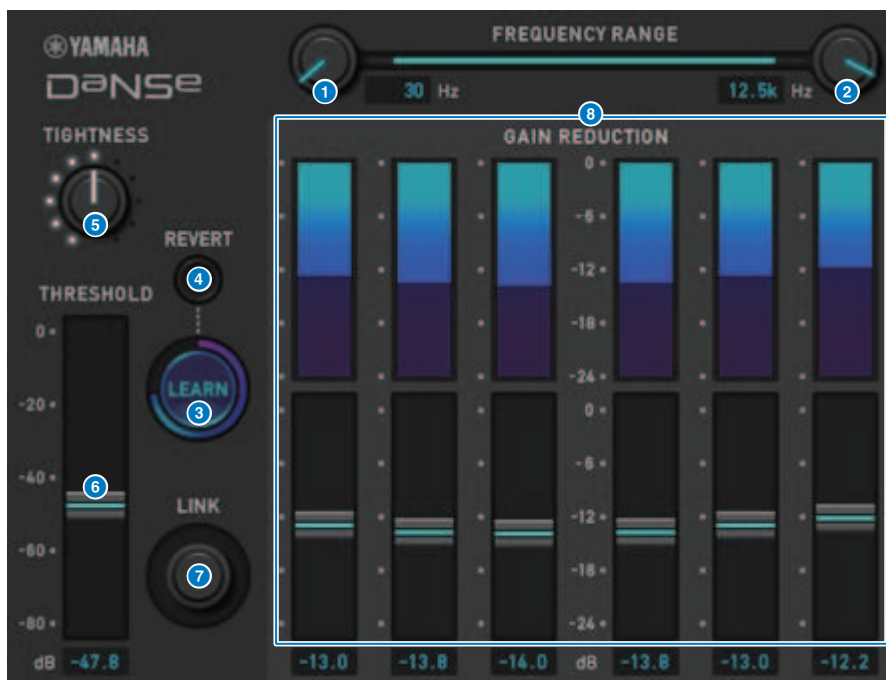 YAMAHA
DaNSe
FREQUENCY RANGE
1
30 Hz
12.5k Hz
2
8
TIGHTNESS
5
GAIN REDUCTION
0
-6
-12
-18
-24
REVERT
4
THRESHOLD
0
-20
-40
-60
-80
LEARN
3
6
LINK
7
0
-6
-12
-18
-24
dB -47.8
-13.0 -13.8 -14.0 dB -13.8 -13.0 -12.2